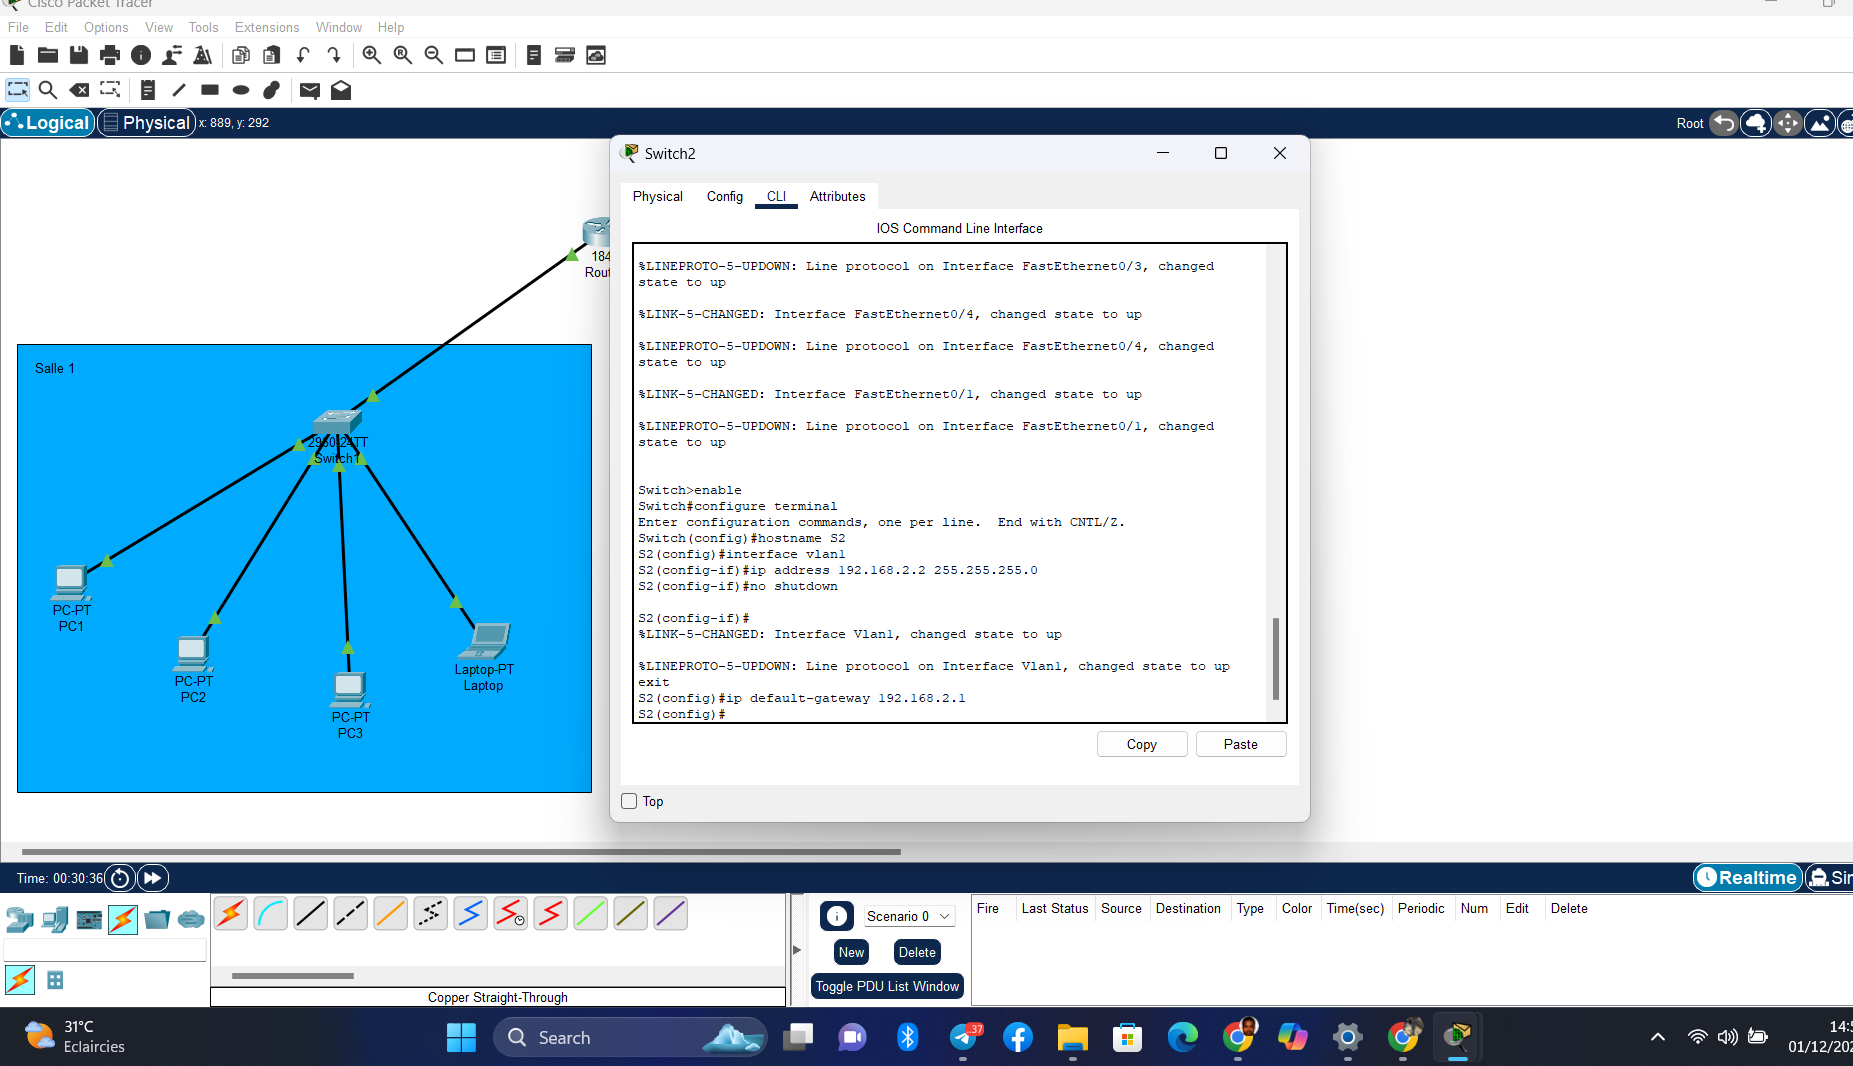 Cisco Packet Tracer
File Edit Options View Tools Extensions Window Help
Logical Physical x: 889, y: 292
Root
Salle 1
184
Rout
2960-24TT
Switch1
PC-PT
PC1
PC-PT
PC2
PC-PT
PC3
Laptop-PT
Laptop
Switch2
Physical Config CLI Attributes
IOS Command Line Interface
%LINEPROTO-5-UPDOWN: Line protocol on Interface FastEthernet0/3, changed
state to up
%LINK-5-CHANGED: Interface FastEthernet0/4, changed state to up
%LINEPROTO-5-UPDOWN: Line protocol on Interface FastEthernet0/4, changed
state to up
%LINK-5-CHANGED: Interface FastEthernet0/1, changed state to up
%LINEPROTO-5-UPDOWN: Line protocol on Interface FastEthernet0/1, changed
state to up
Switch>enable
Switch#configure terminal
Enter configuration commands, one per line.  End with CNTL/Z.
Switch(config)#hostname S2
S2(config)#interface vlan1
S2(config-if)#ip address 192.168.2.2 255.255.255.0
S2(config-if)#no shutdown
S2(config-if)#
%LINK-5-CHANGED: Interface Vlan1, changed state to up
%LINEPROTO-5-UPDOWN: Line protocol on Interface Vlan1, changed state to up
exit
S2(config)#ip default-gateway 192.168.2.1
S2(config)#
Copy Paste
Top
Time: 00:30:36
Realtime Sin
Scenario 0
New Delete
Toggle PDU List Window
Fire Last Status Source Destination Type Color Time(sec) Periodic Num Edit Delete
Copper Straight-Through
31°C
Eclaircies
Search
37
14:5
01/12/202